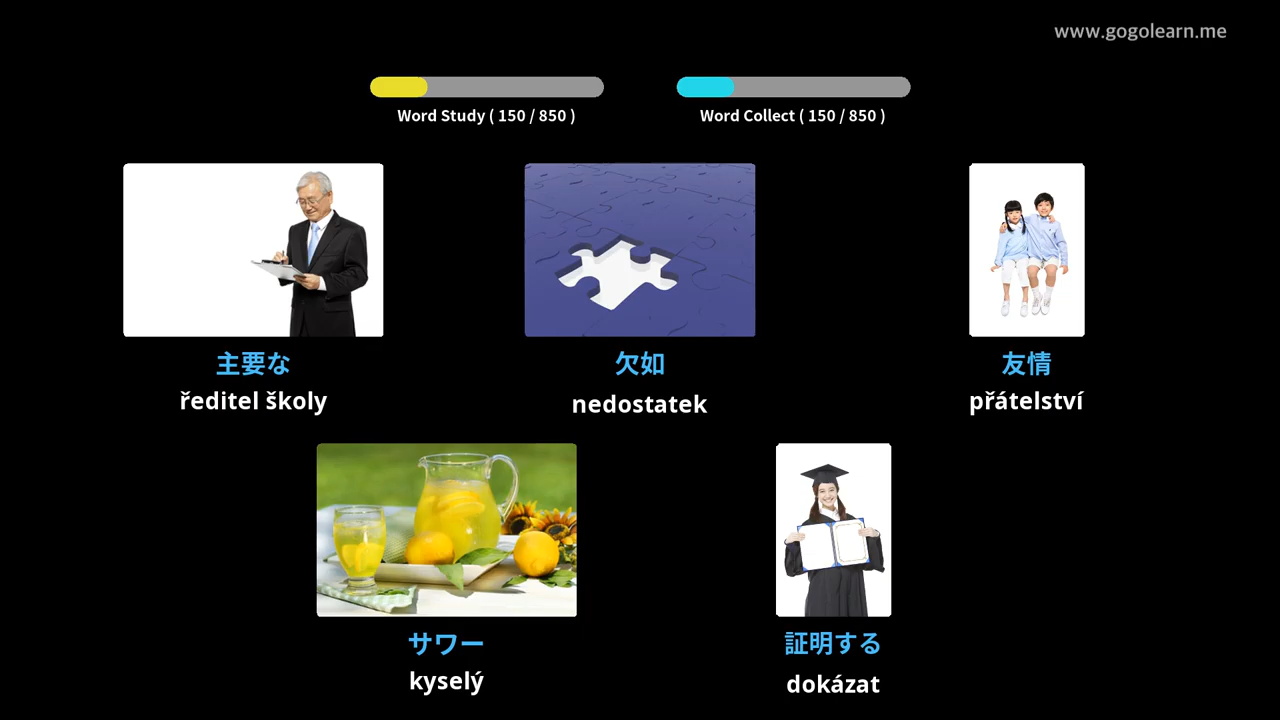 www.gogolearn.me
Word Study ( 150 / 850 )
Word Collect ( 150 / 850 )
主要な
ředitel školy
欠如
nedostatek
友情
přátelství
サワー
kyselý
証明する
dokázat